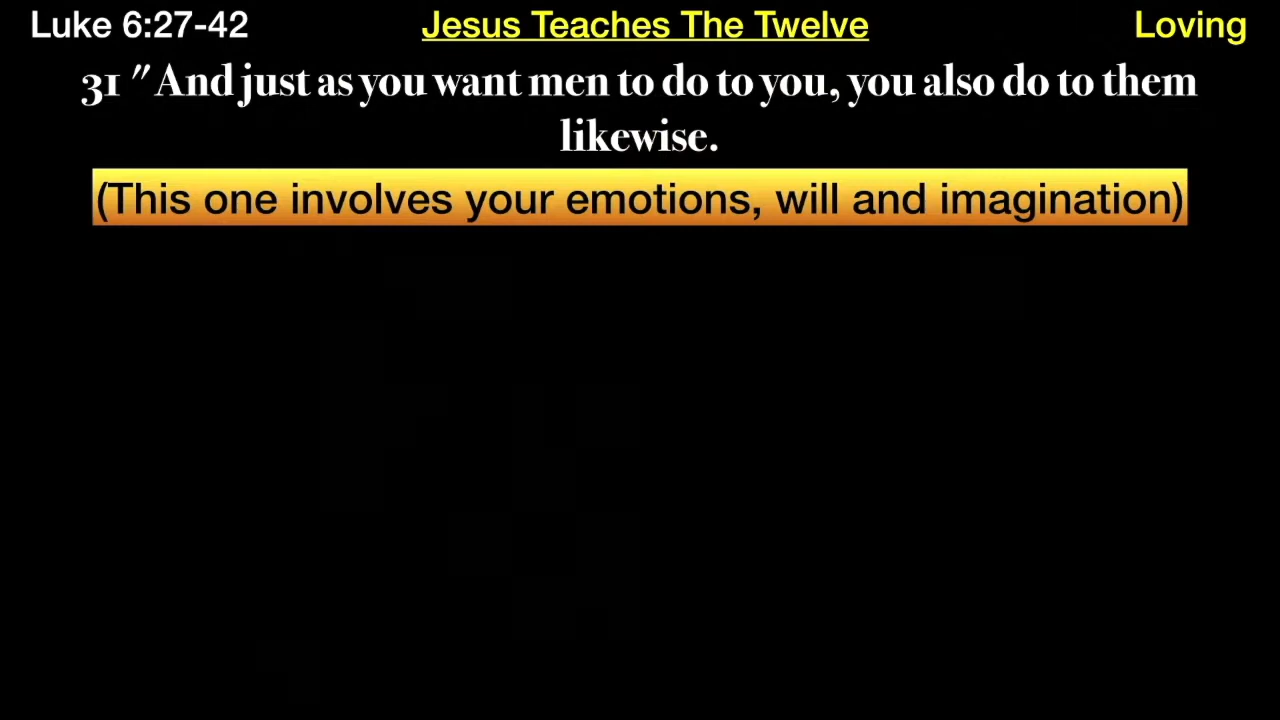 Luke 6:27-42 Jesus Teaches The Twelve Loving
31 "And just as you want men to do to you, you also do to them
likewise.
(This one involves your emotions, will and imagination)